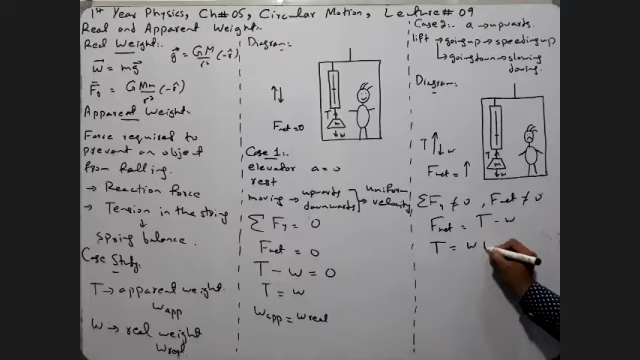 1st Year Physics, Ch# 05, Circular Motion, Lecture # 09
Real and Apparent Weight:.
Real Weight:.
g⃗ = GM/r² (-r̂)
W⃗ = mg⃗
F⃗g = GMm/r² (-r̂)
Apparent Weight:
Force required to
prevent an object
from falling.
→ Reaction force
→ Tension in the string
↓
Spring balance.
Case Study:
T → apparent weight
Wapp
W → real weight
Wreal
Diagram:
↑↓
Fnet=0
T↑
m
↓w
Case 1:.
elevator a = 0
rest
moving → upwards
downwards → uniform
velocity
∑ Fy = 0
Fnet = 0
T - W = 0
T = W
Wapp = Wreal
Case 2:. a → upwards.
lift → going up → speeding up
→ going down → slowing
down.
Diagram:
T↑↓w
Fnet = ↑
T↑
m
↓w
∑Fy ≠ 0, Fnet ≠ 0
Fnet = T - W
T = W